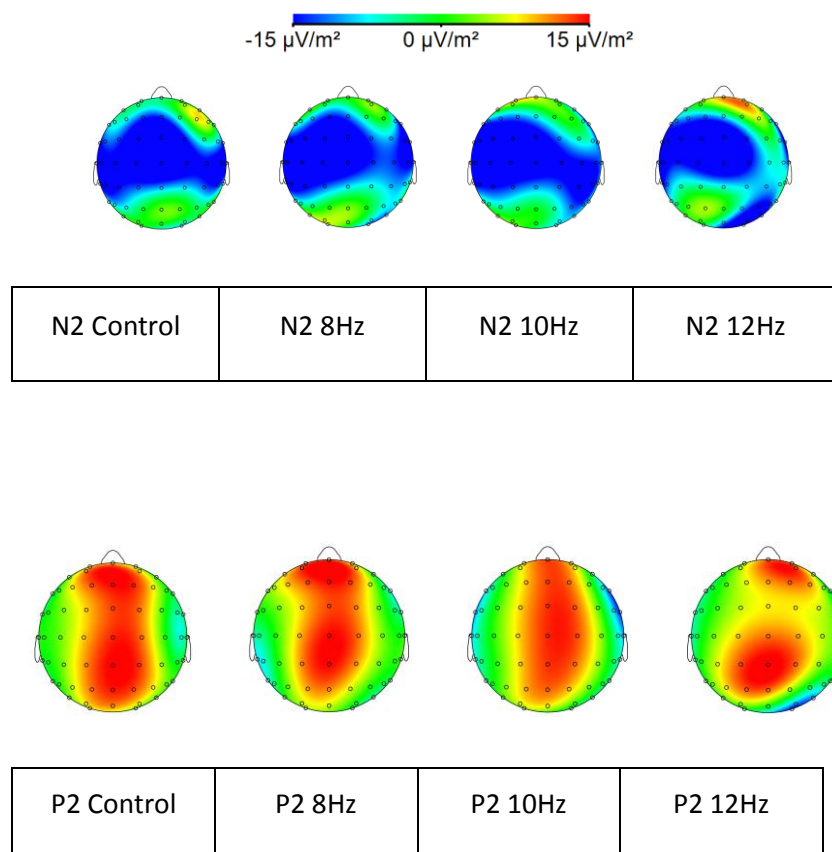 -15 µV/m² 0 µV/m² 15 µV/m²
N2 Control N2 8Hz N2 10Hz N2 12Hz
P2 Control P2 8Hz P2 10Hz P2 12Hz